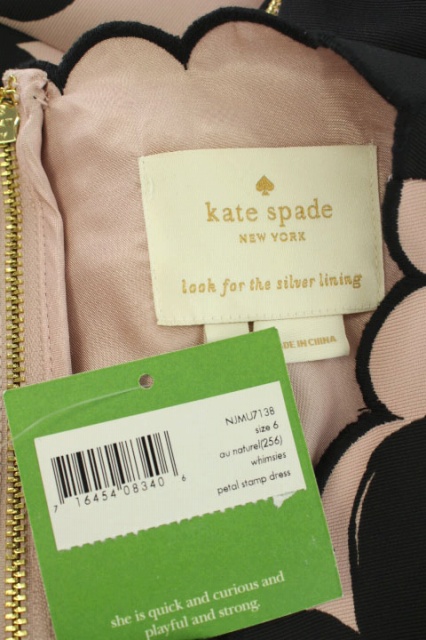 kate spade
NEW YORK
look for the silver lining
DE IN CHINA
NJMU7138
size 6
au naturel(256)
whimsies
petal stamp dress
7 16454 08340 6
she is quick and curious and
playful and strong.